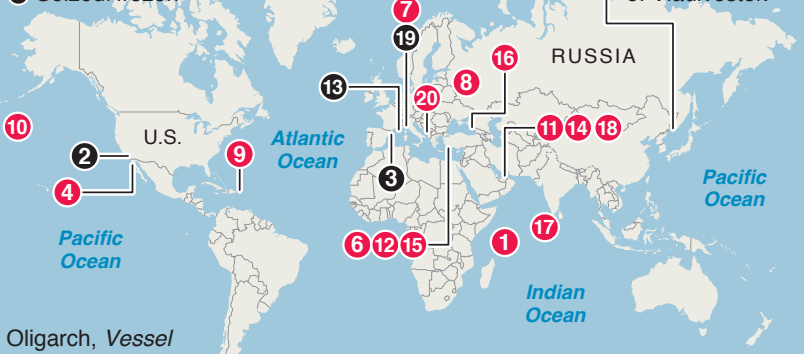 7
19
16
RUSSIA
13
8
20
10
U.S.
Atlantic
Ocean
11 14 18
2
9
3
4
Pacific
Ocean
Pacific
Ocean
6 12 15
1
17
Indian
Ocean
Oligarch, Vessel